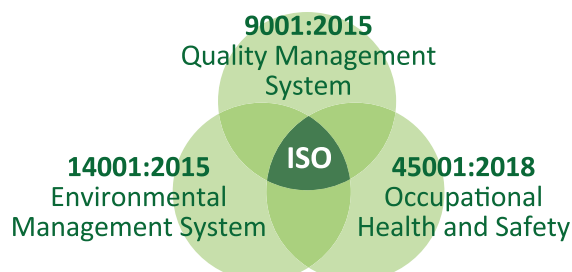 9001:2015
Quality Management
System
ISO
14001:2015
Environmental
Management System
45001:2018
Occupational
Health and Safety